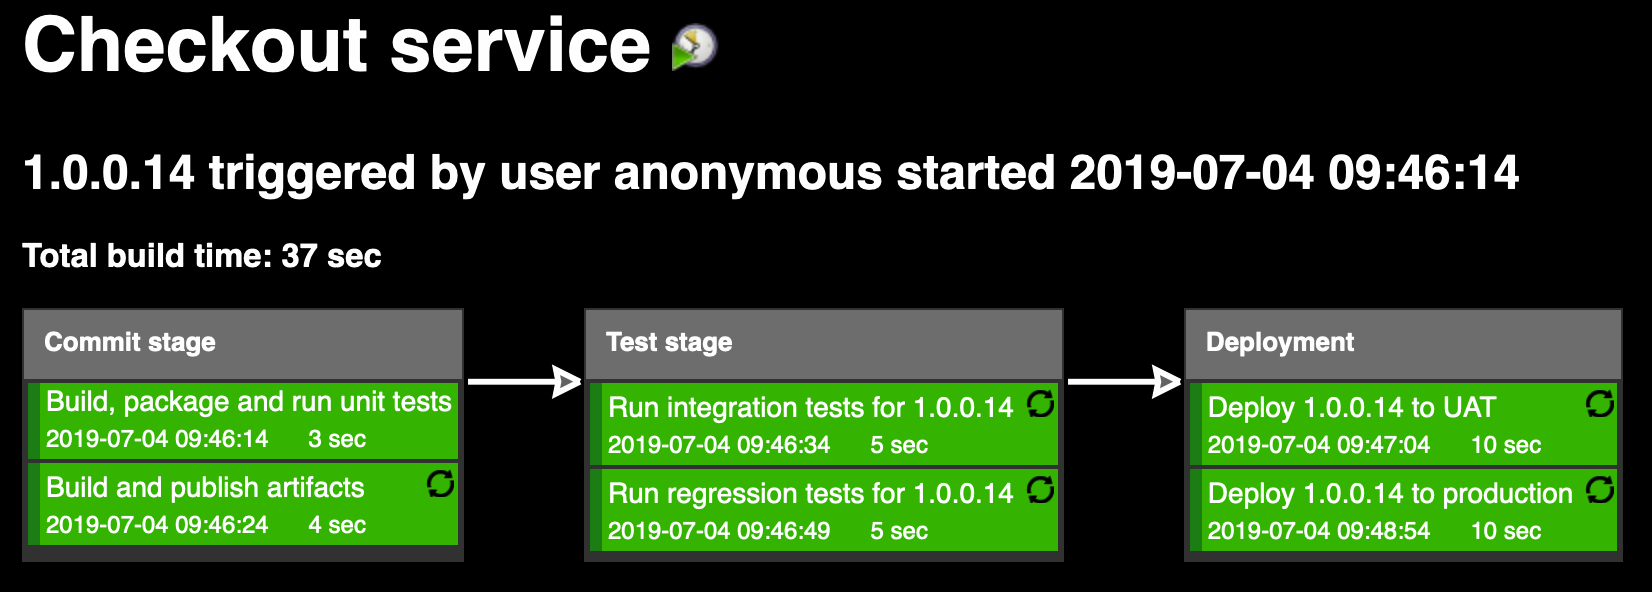 Checkout service
1.0.0.14 triggered by user anonymous started 2019-07-04 09:46:14
Total build time: 37 sec
Commit stage
Build, package and run unit tests
2019-07-04 09:46:14 3 sec
Build and publish artifacts
2019-07-04 09:46:24 4 sec
Test stage
Run integration tests for 1.0.0.14
2019-07-04 09:46:34 5 sec
Run regression tests for 1.0.0.14
2019-07-04 09:46:49 5 sec
Deployment
Deploy 1.0.0.14 to UAT
2019-07-04 09:47:04 10 sec
Deploy 1.0.0.14 to production
2019-07-04 09:48:54 10 sec